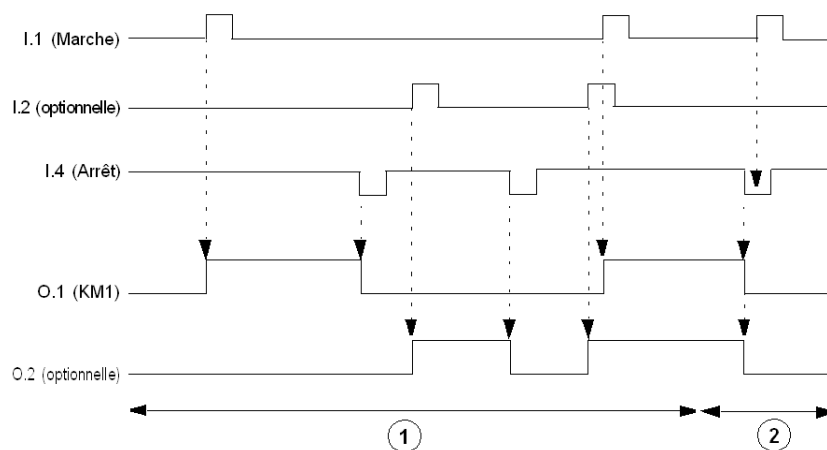 I.1 (Marche)
I.2 (optionnelle)
I.4 (Arrêt)
O.1 (KM1)
O.2 (optionnelle)
1
2